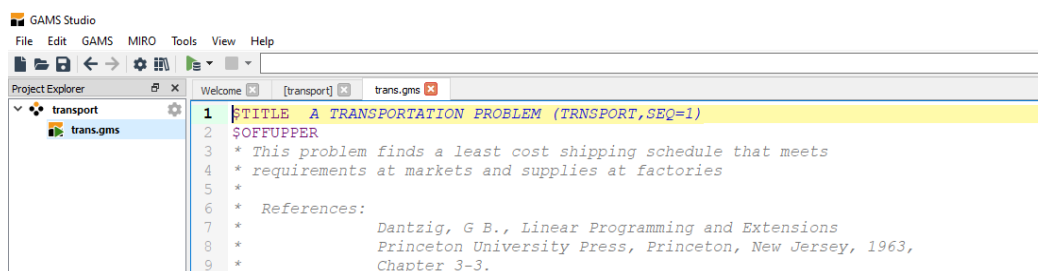 GAMS Studio
File Edit GAMS MIRO Tools View Help
Project Explorer
Welcome [transport] trans.gms
transport
trans.gms
1 $TITLE A TRANSPORTATION PROBLEM (TRNSPORT,SEQ=1)
2 $OFFUPPER
3 * This problem finds a least cost shipping schedule that meets
4 * requirements at markets and supplies at factories
5 *
6 * References:
7 * Dantzig, G B., Linear Programming and Extensions
8 * Princeton University Press, Princeton, New Jersey, 1963,
9 * Chapter 3-3.